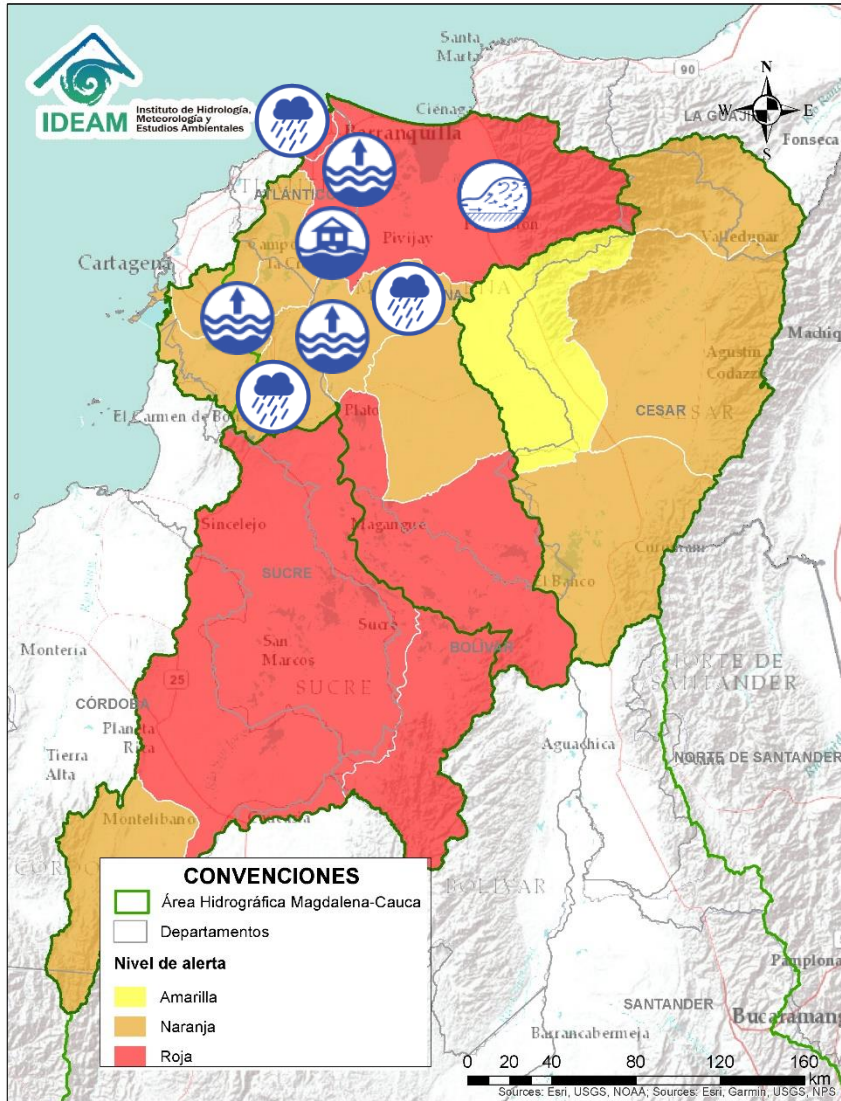 Santa
Marta
90
N
W E
S
LA GUAJI
IDEAM
Instituto de Hidrología,
Meteorología y
Estudios Ambientales
Ciénaga
Fonseca
Barranquilla
ATLÁNTICO
Pivijay
Valledupar
Cartagena
Machiq
Agustín
Codazzi
El Carmen de Bo
Plato
CESAR
CESAR
Sincelejo
Magangué
SUCRE
El Banco
Sucre
San
Marcos
BOLÍVAR
Montería
25
SUCRE
NORTE DE
SANTANDER
CÓRDOBA
Planeta
Rica
Aguachica
NORTE DE SANTANDER
Tierra
Alta
Montelibano
BOLÍVAR
CONVENCIONES
Área Hidrográfica Magdalena-Cauca
Departamentos
Nivel de alerta
Amarilla
Naranja
Roja
Pamplona
SANTANDER
Bucaramang
Barrancabermeja
0 20 40 80 120 160
km
Sources: Esri, USGS, NOAA; Sources: Esri, Garmin, USGS, NPS